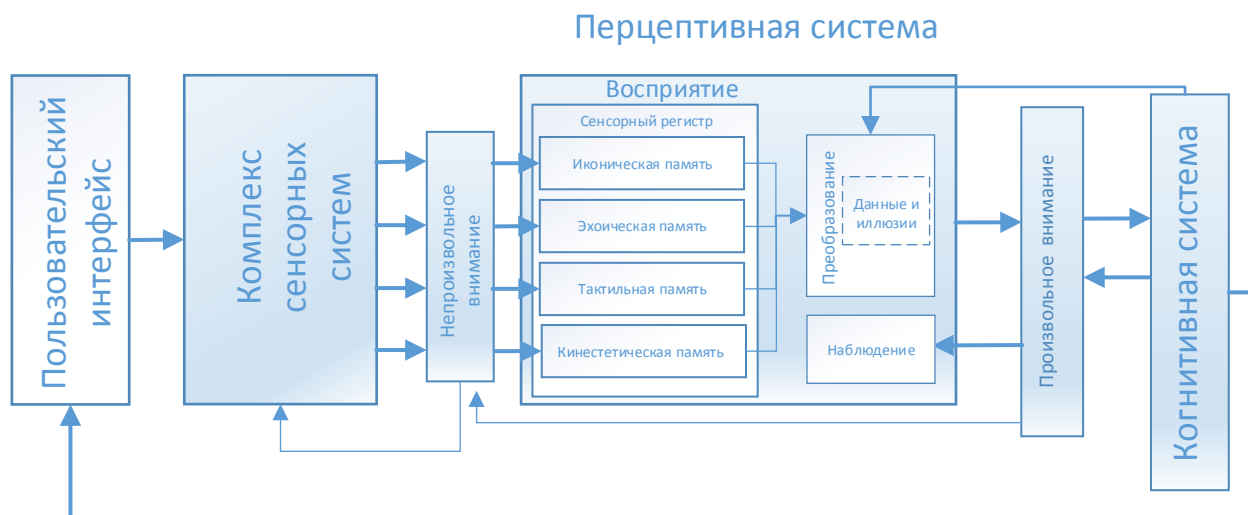 Перцептивная система
Пользовательский
интерфейс
Комплекс
сенсорных
систем
Непроизвольное
внимание
Восприятие
Сенсорный регистр
Иконическая память
Эхоическая память
Тактильная память
Кинестетическая память
Преобразование
Данные и
иллюзии
Наблюдение
Произвольное внимание
Когнитивная система